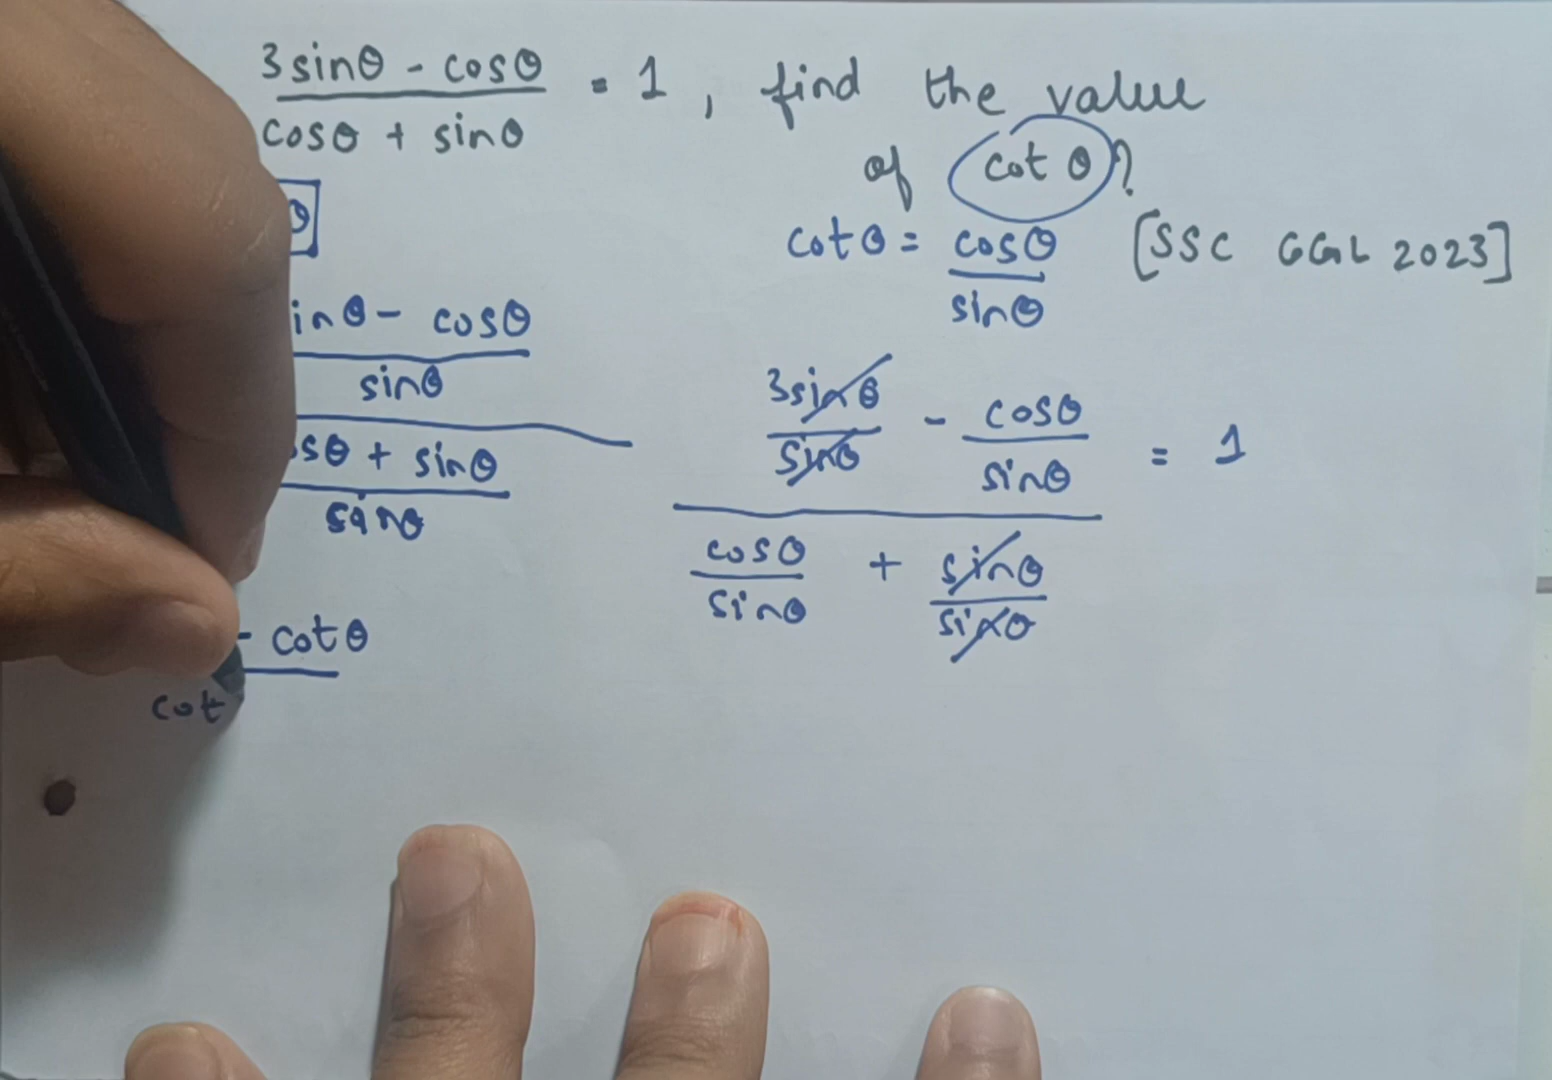 3sinθ - cosθ
cosθ + sinθ
= 1, find the value
of cot θ?
cotθ = cosθ
sinθ
[SSC CGL 2023]
θ
inθ - cosθ
sinθ
sθ + sinθ
sinθ
3sinθ - cosθ
sinθ sinθ
= 1
cosθ + sinθ
sinθ sinθ
- cotθ
cot